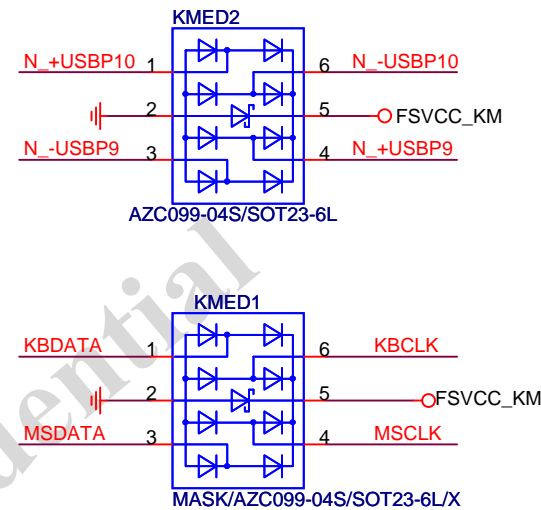 KMED2
N_+USBP10 1 6 N_-USBP10
2 5 FSVCC_KM
N_-USBP9 3 4 N_+USBP9
AZC099-04S/SOT23-6L
KMED1
KBDATA 1 6 KBCLK
2 5 FSVCC_KM
MSDATA 3 4 MSCLK
MASK/AZC099-04S/SOT23-6L/X
dential